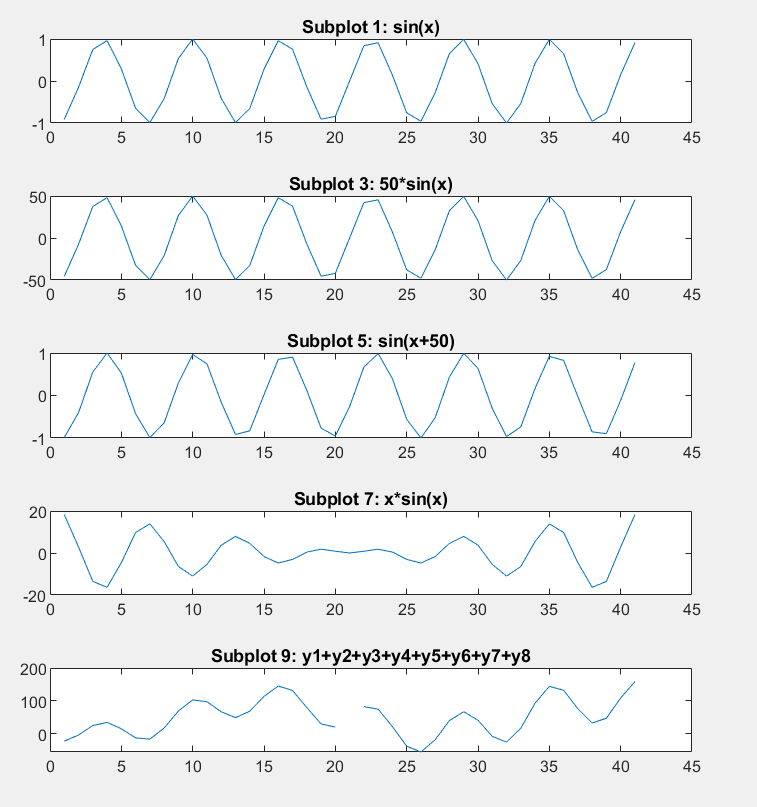 Subplot 1: sin(x)
1
0
-1
0 5 10 15 20 25 30 35 40 45
Subplot 3: 50*sin(x)
50
0
-50
0 5 10 15 20 25 30 35 40 45
Subplot 5: sin(x+50)
1
0
-1
0 5 10 15 20 25 30 35 40 45
Subplot 7: x*sin(x)
20
0
-20
0 5 10 15 20 25 30 35 40 45
Subplot 9: y1+y2+y3+y4+y5+y6+y7+y8
200
100
0
0 5 10 15 20 25 30 35 40 45